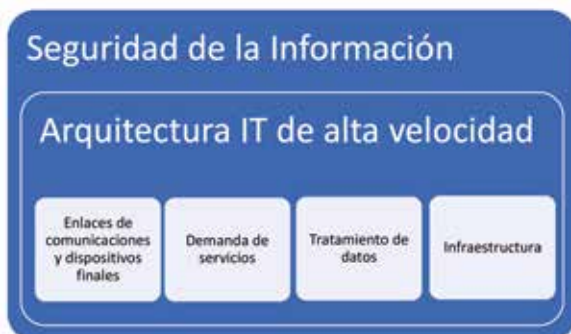 Seguridad de la Información
Arquitectura IT de alta velocidad
Enlaces de
comunicaciones
y dispositivos
finales
Demanda de
servicios
Tratamiento de
datos
Infraestructura